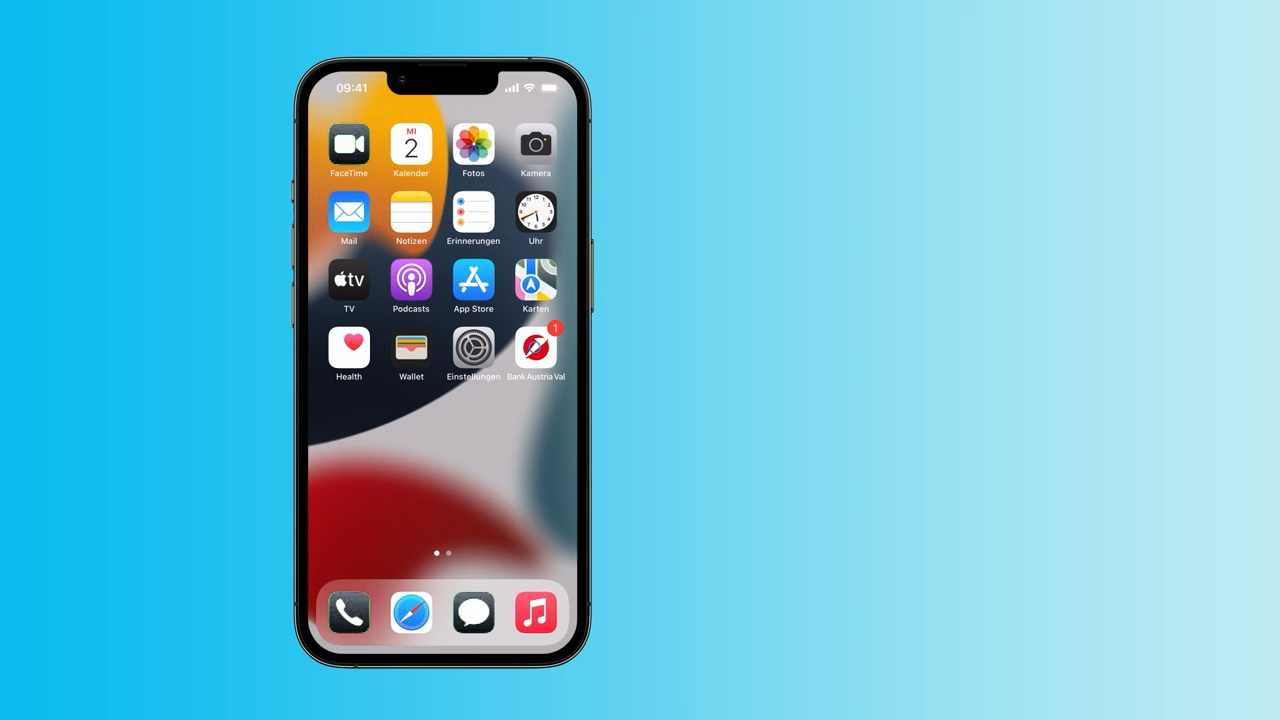 09:41
MI
2
FaceTime Kalender Fotos Kamera
Mail Notizen Erinnerungen Uhr
tv
TV Podcasts App Store Karten
1
Health Wallet Einstellungen Bank Austria Val